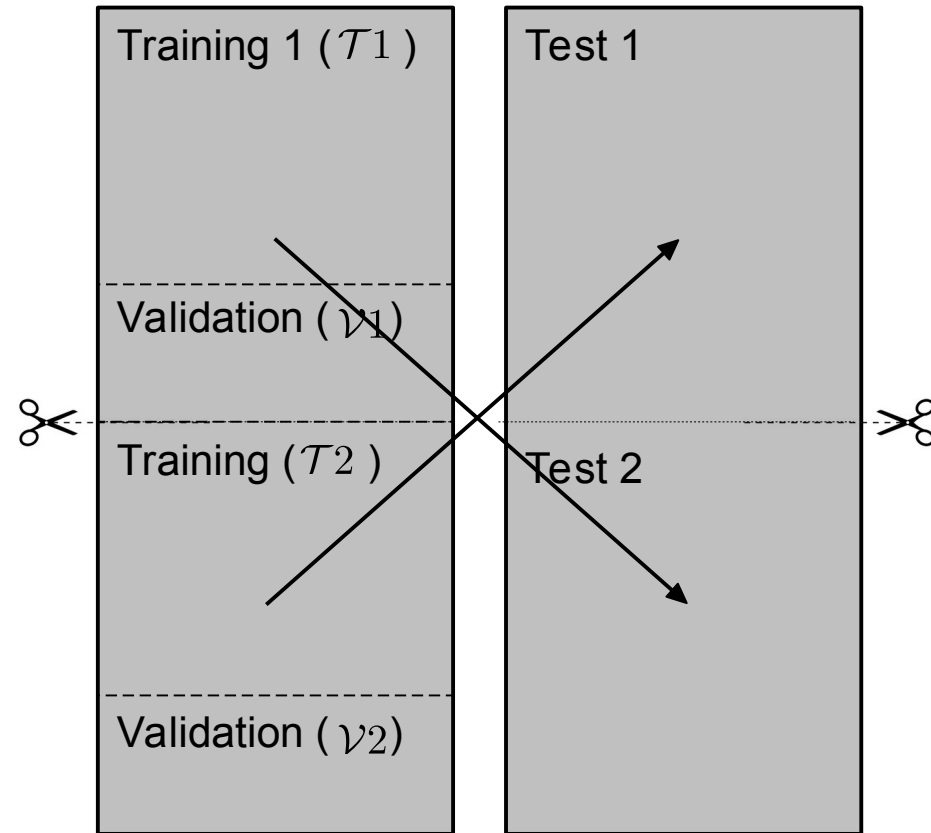 Training 1 (𝒯1 )
Validation ( 𝒱1)
Training (𝒯2 )
Validation ( 𝒱2)
Test 1
Test 2